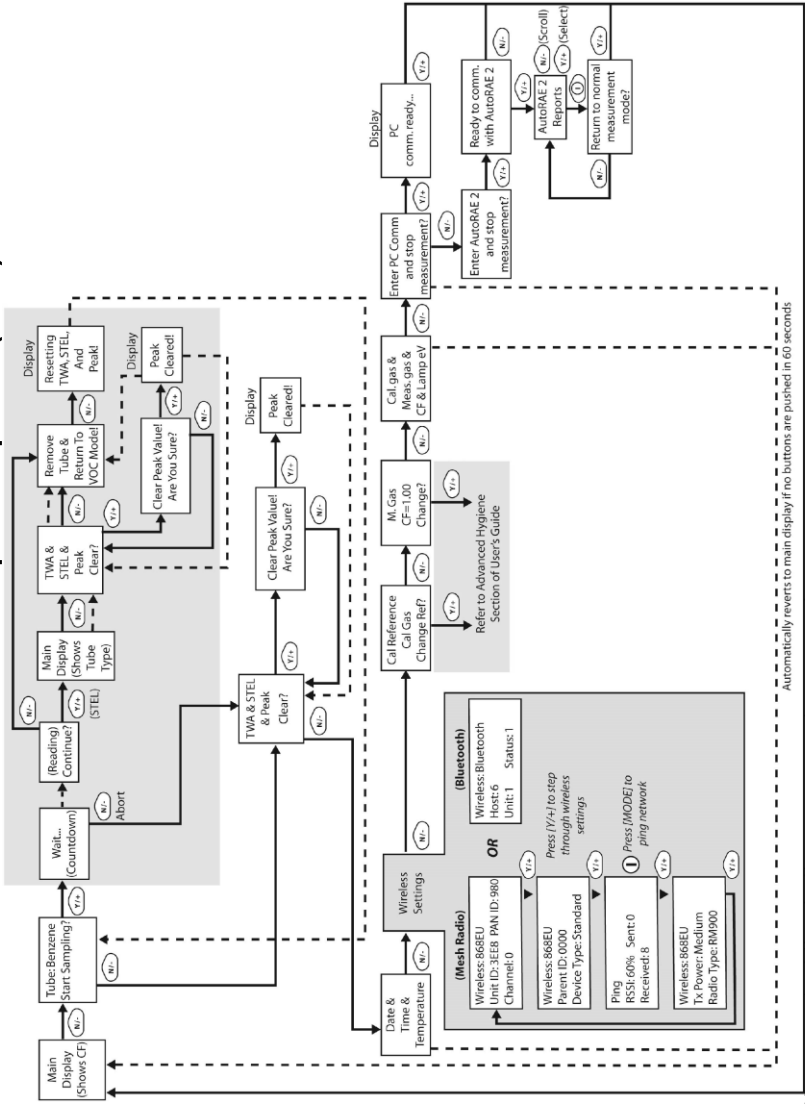 Main
Display
(Shows CF)
N/-
Tube: Benzene
Start Sampling?
Y/+
N/-
Wait...
(Countdown)
N/-
Abort
(Reading)
Continue?
N/-
Y/+
(STEL)
Main
Display
(Shows
Tube
Type)
N/-
TWA &
STEL &
Peak
Clear?
N/-
Y/+
Remove
Tube &
Return To
VOC Mode!
N/-
Display
Resetting
TWA, STEL,
And
Peak!
Clear Peak Value!
Are You Sure?
Y/+
N/-
Display
Peak
Cleared!
TWA & STEL
& Peak
Clear?
Y/+
N/-
Clear Peak Value!
Are You Sure?
Y/+
N/-
Display
Peak
Cleared!
Date &
Time &
Temperature
N/-
Wireless
Settings
N/-
(Mesh Radio)
Wireless: 868EU
Unit ID: 3EE8 PAN ID: 980
Channel: 0
Y/+
Wireless: 868EU
Parent ID: 0000
Device Type: Standard
Y/+
Ping
RSSI: 60% Sent: 0
Received: 8
Y/+
Wireless: 868EU
Tx Power: Medium
Radio Type: RM900
Y/+
OR
(Bluetooth)
Wireless: Bluetooth
Host: 6
Unit: 1 Status: 1
Press [Y/+] to step
through wireless
settings
Press [MODE] to
ping network
Cal Reference
Cal Gas
Change Ref?
N/-
Y/+
M. Gas
CF=1.00
Change?
N/-
Y/+
Refer to Advanced Hygiene
Section of User's Guide
Cal. gas &
Meas. gas &
CF & Lamp eV
N/-
Enter PC Comm
and stop
measurement?
Y/+
N/-
Display
PC
comm. ready...
Y/+
Enter AutoRAE 2
and stop
measurement?
Y/+
Ready to comm.
with AutoRAE 2
N/-
Y/+
AutoRAE 2
Reports
N/- (Scroll)
Y/+ (Select)
Return to normal
measurement
mode?
N/-
Y/+
Automatically reverts to main display if no buttons are pushed in 60 seconds